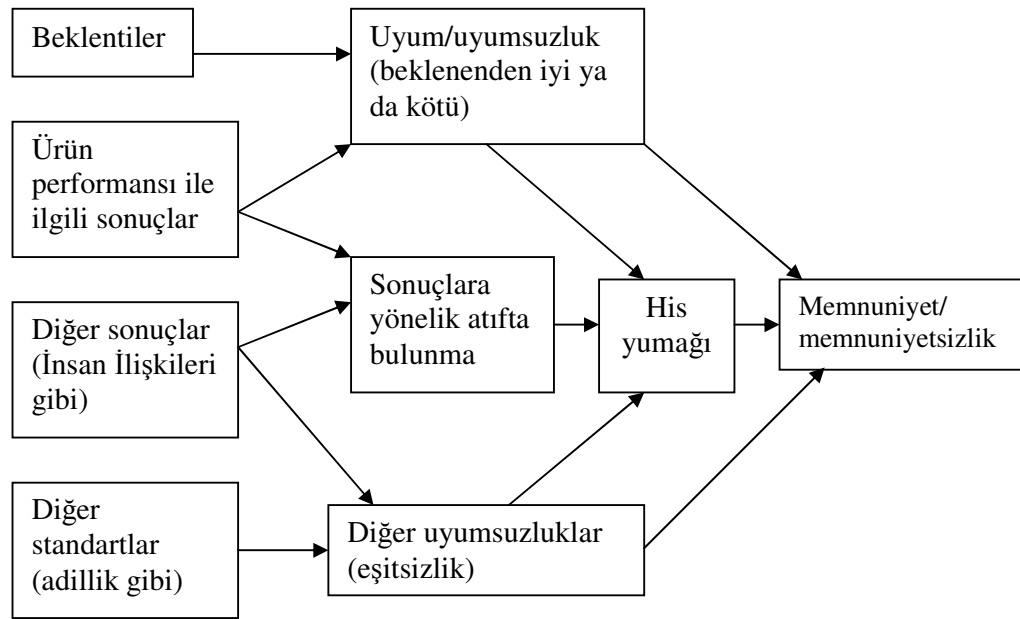 Beklentiler
Uyum/uyumsuzluk
(beklenenden iyi ya
da kötü)
Ürün
performansı ile
ilgili sonuçlar
Sonuçlara
yönelik atıfta
bulunma
His
yumağı
Memnuniyet/
memnuniyetsizlik
Diğer sonuçlar
(İnsan İlişkileri
gibi)
Diğer
standartlar
(adillik gibi)
Diğer uyumsuzluklar
(eşitsizlik)